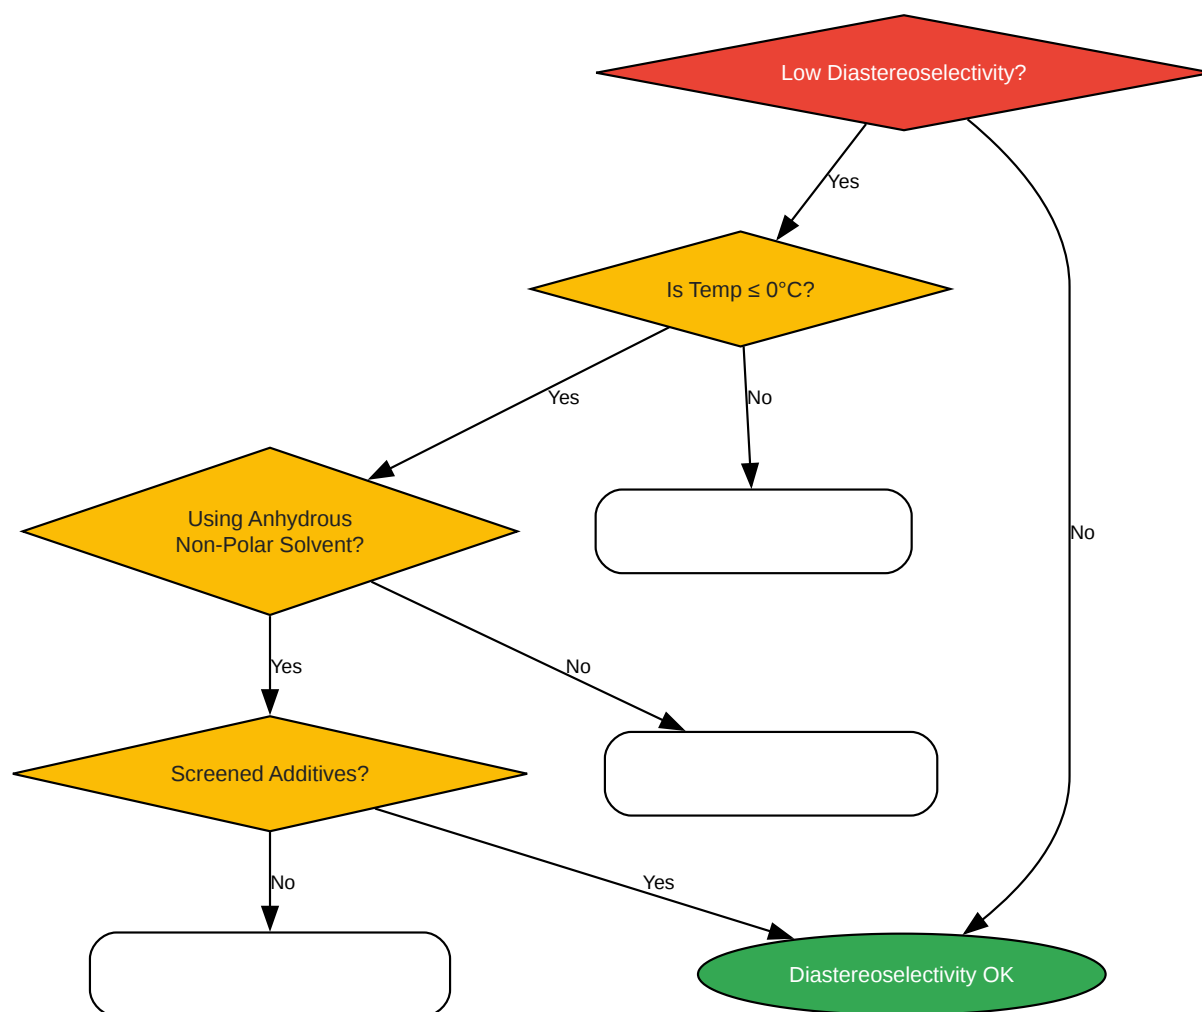 Low Diastereoselectivity?
Yes
Is Temp ≤ 0°C?
Yes
No
Using Anhydrous
Non-Polar Solvent?
No
Yes
No
Screened Additives?
No
Yes
Diastereoselectivity OK